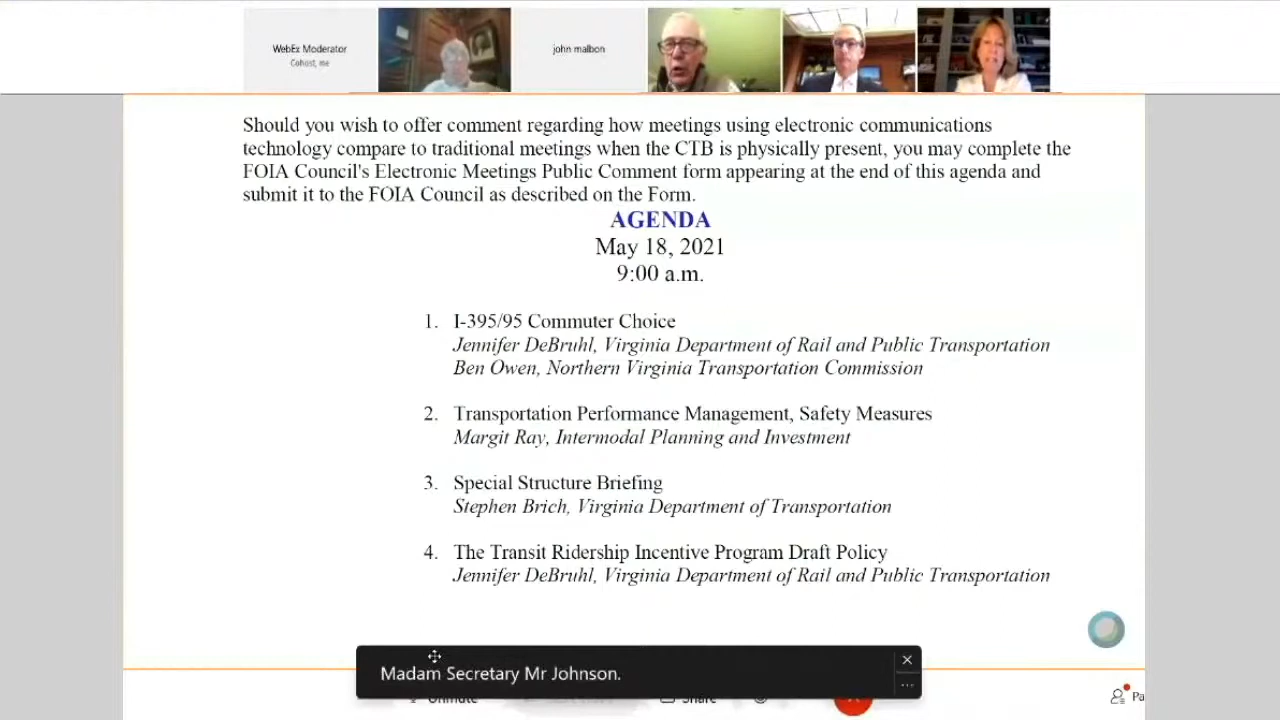 WebEx Moderator
Cohost, me
john malbon
Should you wish to offer comment regarding how meetings using electronic communications
technology compare to traditional meetings when the CTB is physically present, you may complete the
FOIA Council's Electronic Meetings Public Comment form appearing at the end of this agenda and
submit it to the FOIA Council as described on the Form.
AGENDA
May 18, 2021
9:00 a.m.
1. I-395/95 Commuter Choice
Jennifer DeBruhl, Virginia Department of Rail and Public Transportation
Ben Owen, Northern Virginia Transportation Commission
2. Transportation Performance Management, Safety Measures
Margit Ray, Intermodal Planning and Investment
3. Special Structure Briefing
Stephen Brich, Virginia Department of Transportation
4. The Transit Ridership Incentive Program Draft Policy
Jennifer DeBruhl, Virginia Department of Rail and Public Transportation
Madam Secretary Mr Johnson.
Unmute
Share
Pa